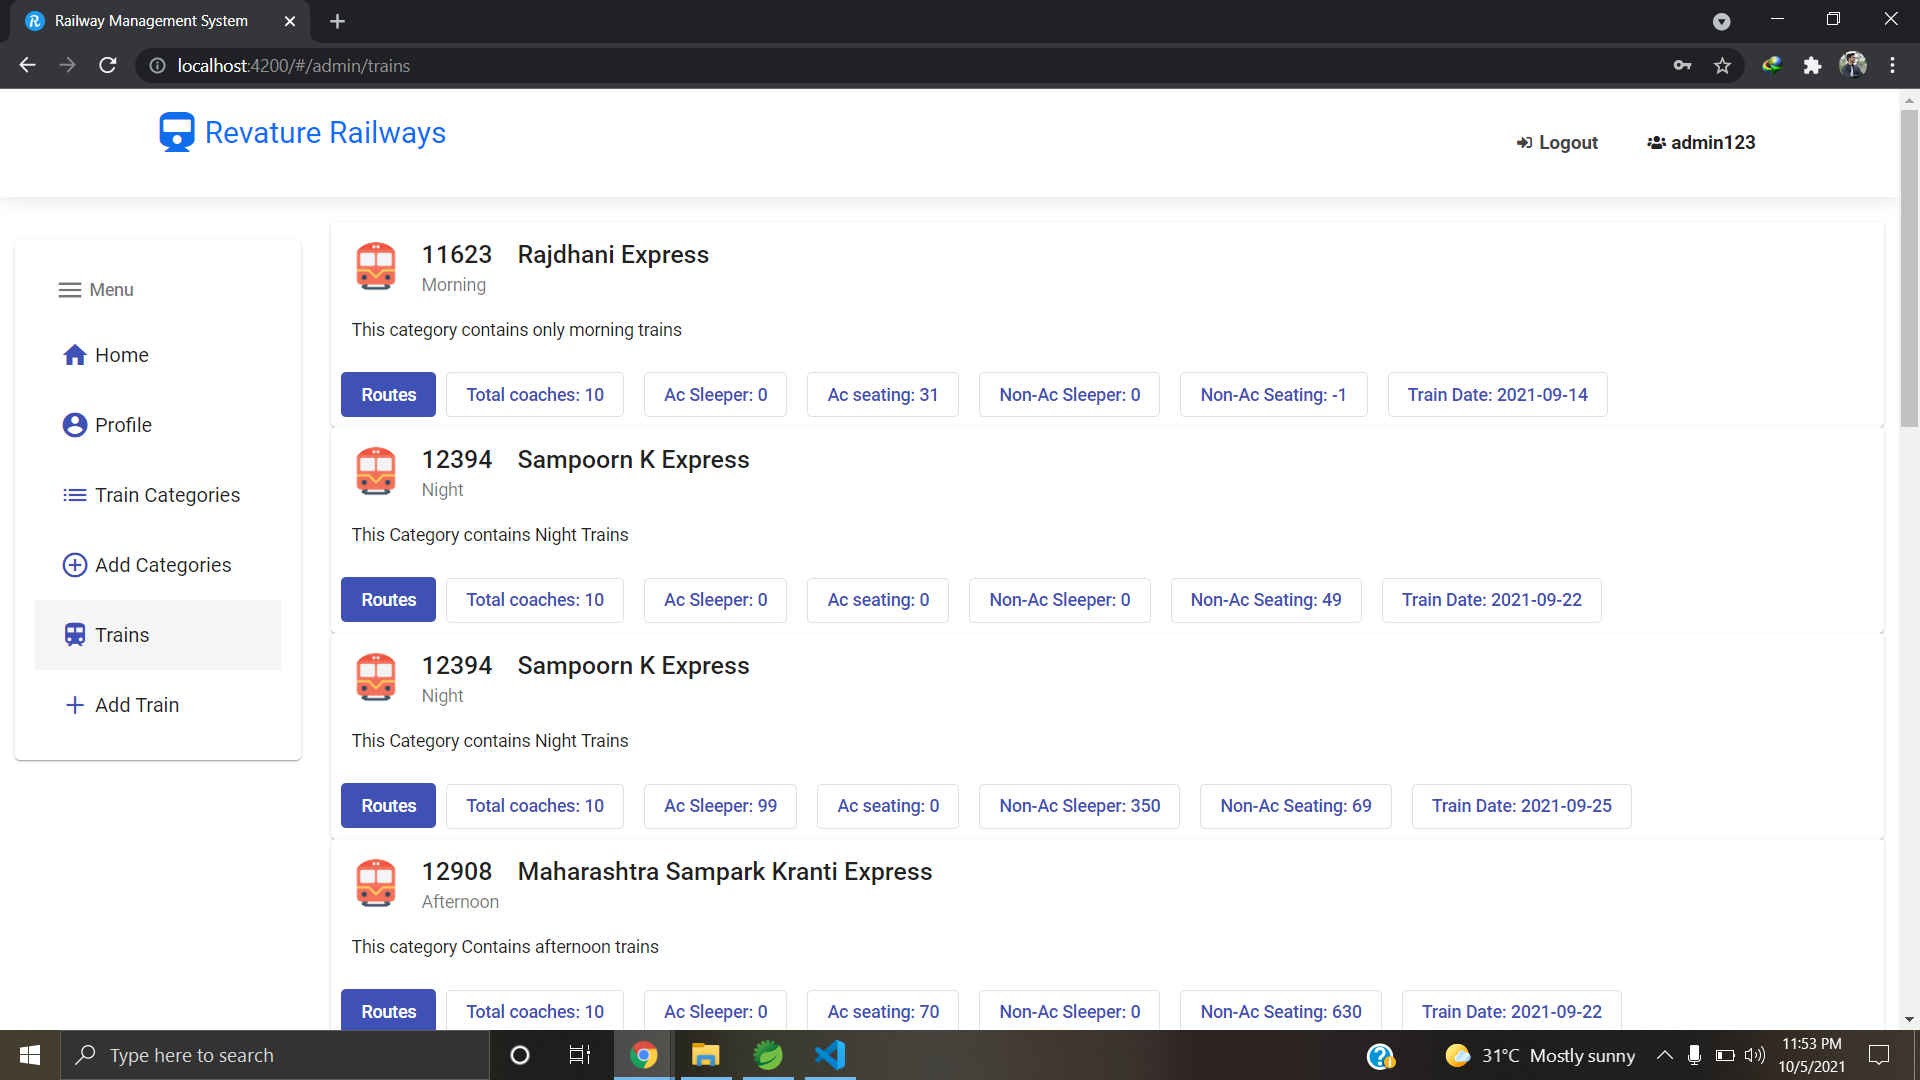 Railway Management System
localhost:4200/#/admin/trains
Revature Railways
Logout
admin123
Menu
Home
Profile
Train Categories
Add Categories
Trains
Add Train
11623 Rajdhani Express
Morning
This category contains only morning trains
Routes Total coaches: 10 Ac Sleeper: 0 Ac seating: 31 Non-Ac Sleeper: 0 Non-Ac Seating: -1 Train Date: 2021-09-14
12394 Sampoorn K Express
Night
This Category contains Night Trains
Routes Total coaches: 10 Ac Sleeper: 0 Ac seating: 0 Non-Ac Sleeper: 0 Non-Ac Seating: 49 Train Date: 2021-09-22
12394 Sampoorn K Express
Night
This Category contains Night Trains
Routes Total coaches: 10 Ac Sleeper: 99 Ac seating: 0 Non-Ac Sleeper: 350 Non-Ac Seating: 69 Train Date: 2021-09-25
12908 Maharashtra Sampark Kranti Express
Afternoon
This category Contains afternoon trains
Routes Total coaches: 10 Ac Sleeper: 0 Ac seating: 70 Non-Ac Sleeper: 0 Non-Ac Seating: 630 Train Date: 2021-09-22
Type here to search
31°C Mostly sunny
11:53 PM
10/5/2021